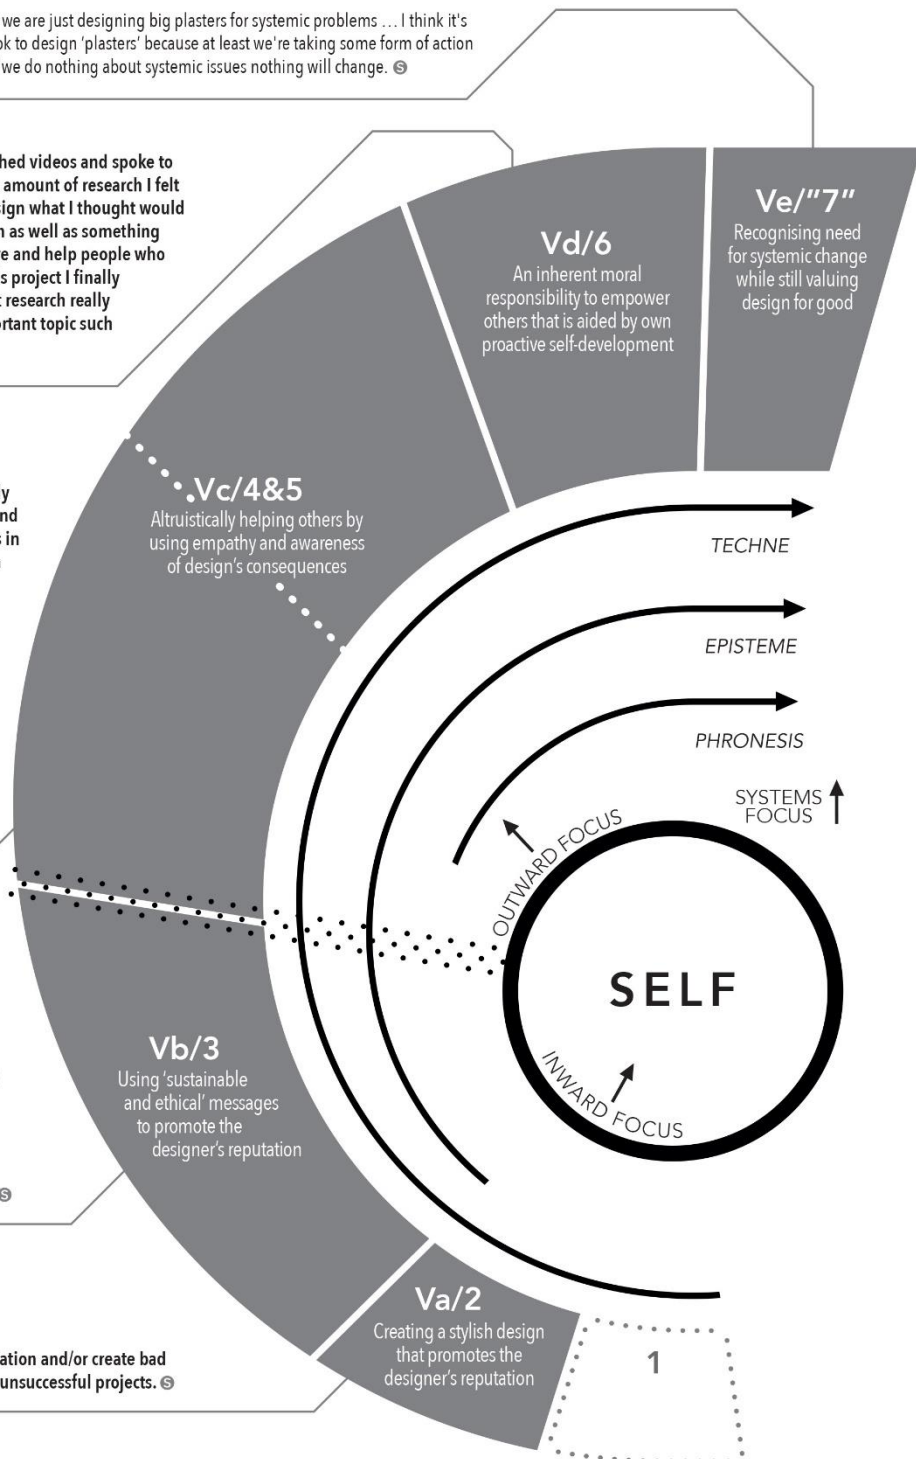 we are just designing big plasters for systemic problems ... I think it's
ok to design ‘plasters’ because at least we're taking some form of action
we do nothing about systemic issues nothing will change. S
hed videos and spoke to
amount of research I felt
sign what I thought would
n as well as something
e and help people who
s project I finally
t research really
ortant topic such
Ve/”7”
Recognising need
for systemic change
while still valuing
design for good
Vd/6
An inherent moral
responsibility to empower
others that is aided by own
proactive self-development
ly
nd
s in
Vc/4&5
Altruistically helping others by
using empathy and awareness
of design’s consequences
TECHNE
EPISTEME
PHRONESIS
SYSTEMS
FOCUS
OUTWARD FOCUS
SELF
INWARD FOCUS
Vb/3
Using ‘sustainable
and ethical’ messages
to promote the
designer’s reputation
S
Va/2
Creating a stylish design
that promotes the
designer’s reputation
1
ation and/or create bad
unsuccessful projects. S